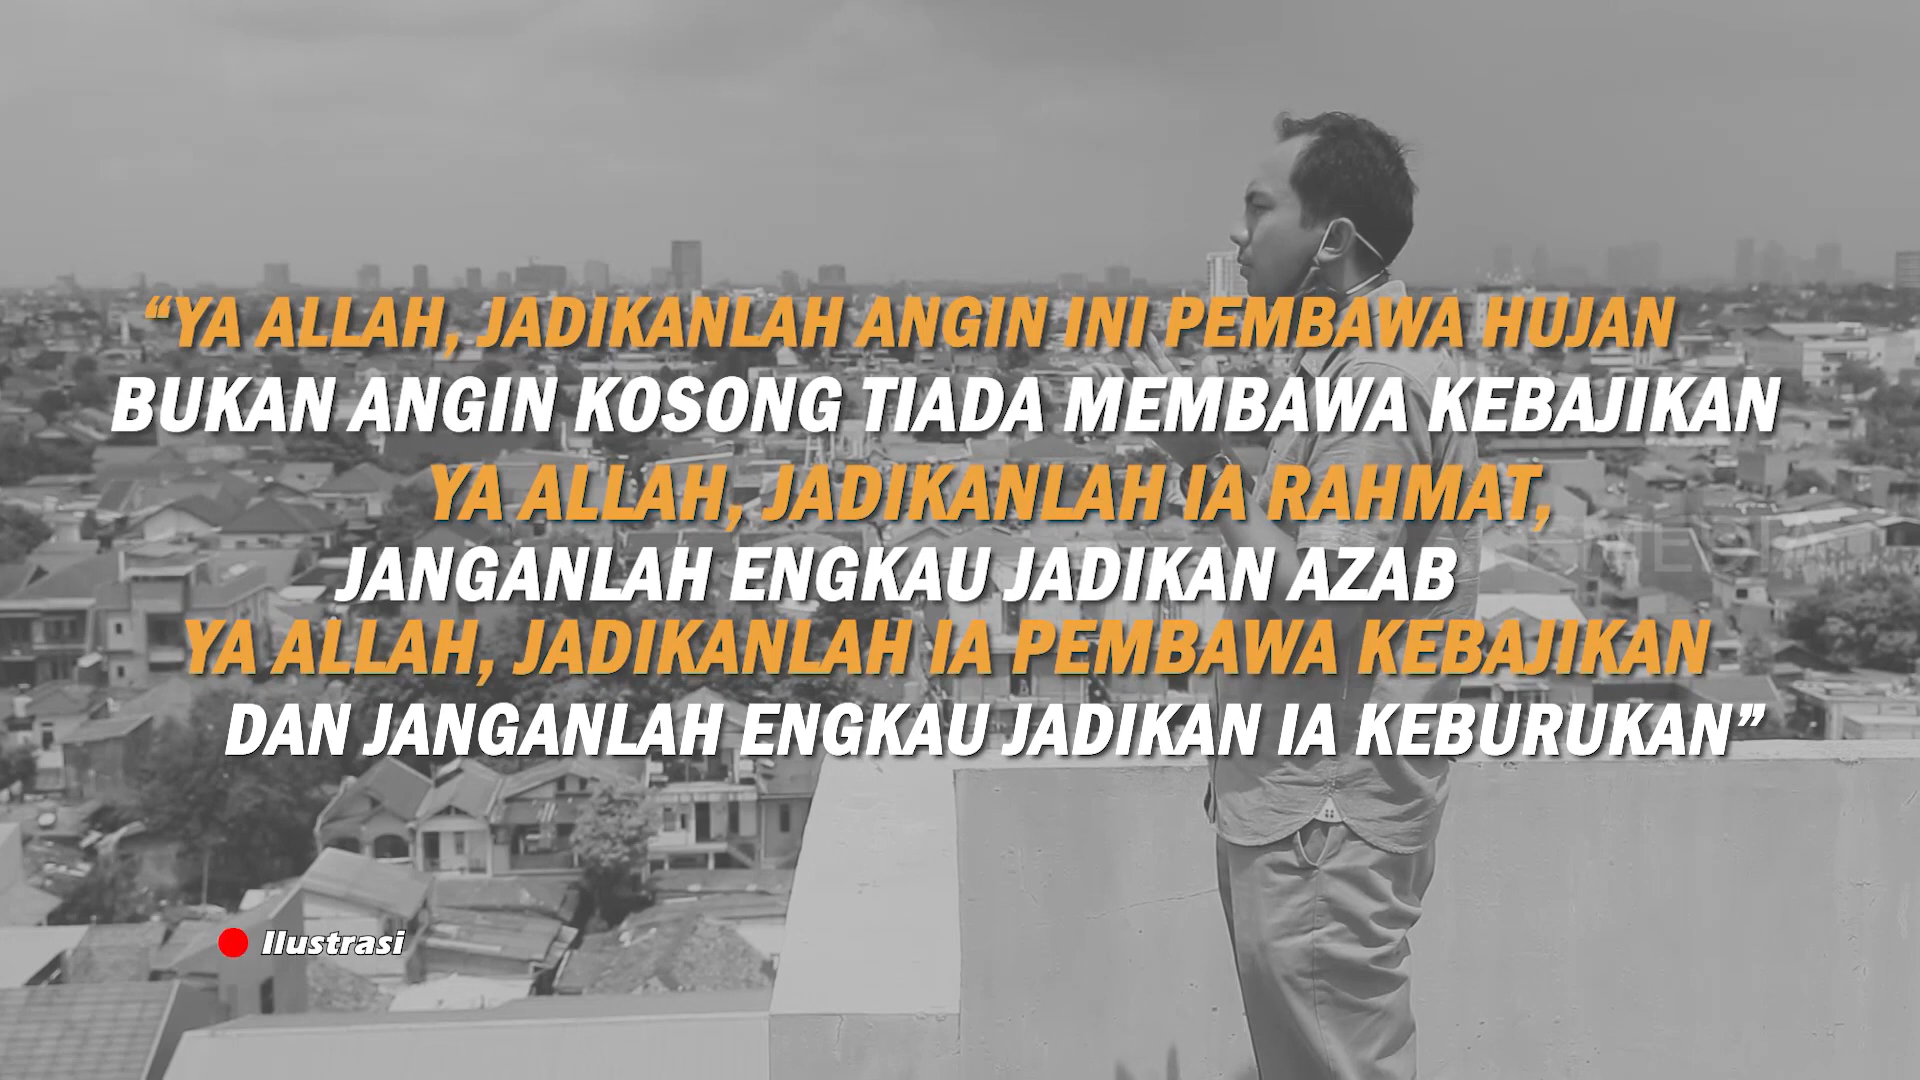 “YA ALLAH, JADIKANLAH ANGIN INI PEMBAWA HUJAN
BUKAN ANGIN KOSONG TIADA MEMBAWA KEBAJIKAN
YA ALLAH, JADIKANLAH IA RAHMAT,
JANGANLAH ENGKAU JADIKAN AZAB
YA ALLAH, JADIKANLAH IA PEMBAWA KEBAJIKAN
DAN JANGANLAH ENGKAU JADIKAN IA KEBURUKAN”
Ilustrasi